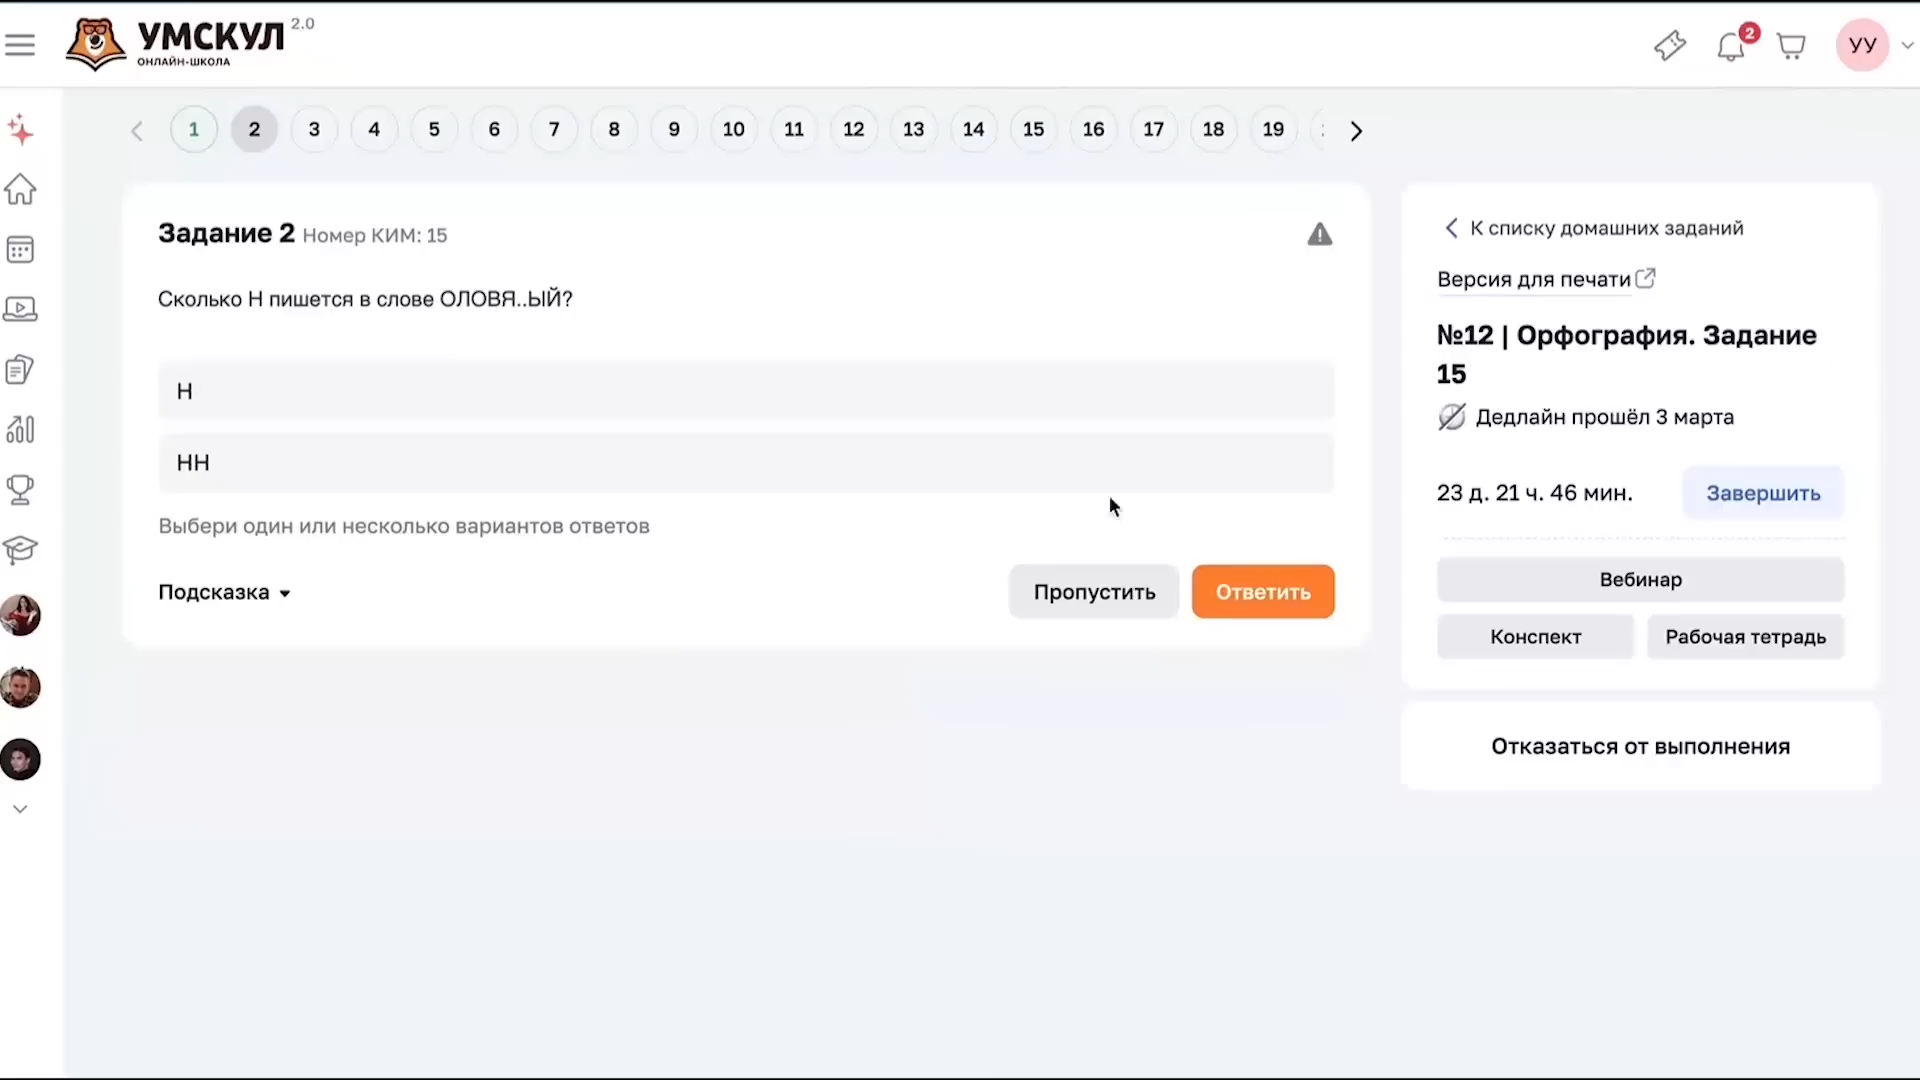 УМСКУЛ 2.0
ОНЛАЙН-ШКОЛА
2
УУ
1 2 3 4 5 6 7 8 9 10 11 12 13 14 15 16 17 18 19
Задание 2 Номер КИМ: 15
Сколько Н пишется в слове ОЛОВЯ..ЫЙ?
Н
НН
Выбери один или несколько вариантов ответов
Подсказка
Пропустить
Ответить
К списку домашних заданий
Версия для печати
№12 | Орфография. Задание
15
Дедлайн прошёл 3 марта
23 д. 21 ч. 46 мин.
Завершить
Вебинар
Конспект
Рабочая тетрадь
Отказаться от выполнения